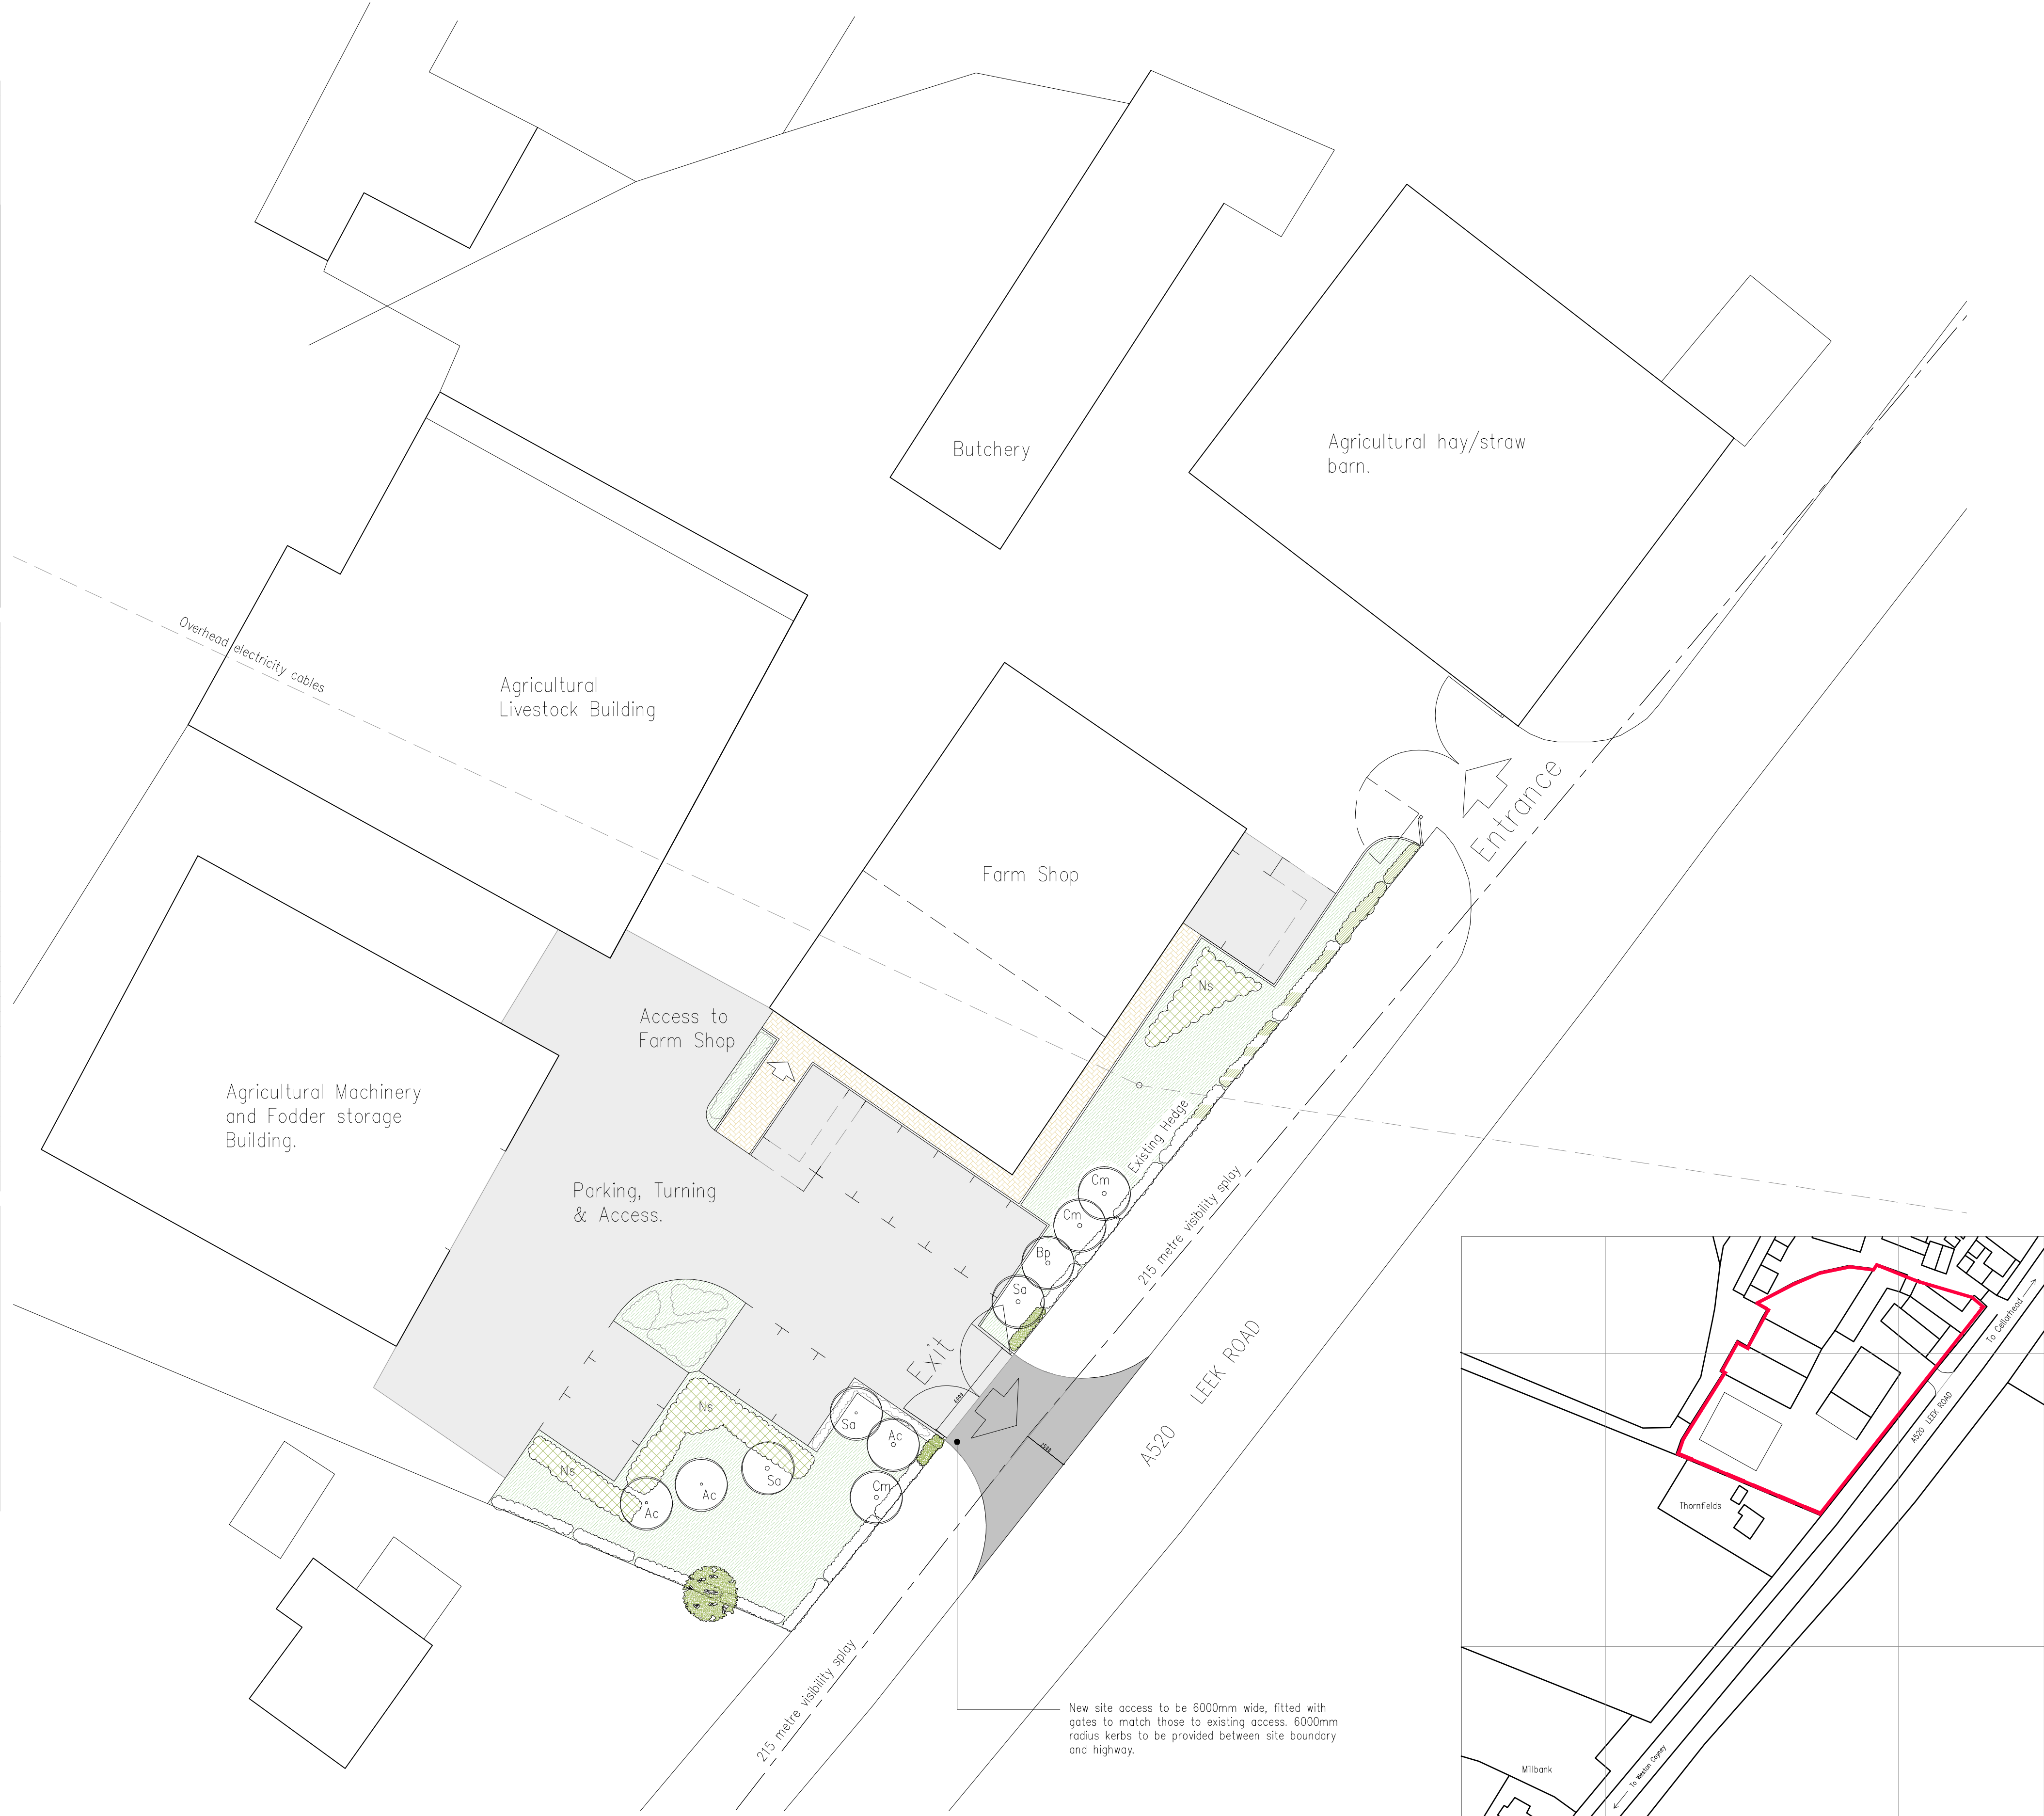 Butchery
Agricultural hay/straw
barn.
Overhead electricity cables
Agricultural
Livestock Building
Entrance
Farm Shop
Ns
Access to
Farm Shop
Agricultural Machinery
and Fodder storage
Building.
Existing Hedge
Parking, Turning
& Access.
Cm
Cm
Bp
Sa
215 metre visibility splay
Exit
6000
A520 LEEK ROAD
Ns
Sa
Ac
Ns
Sa
Ac
Ac
Cm
215 metre visibility splay
New site access to be 6000mm wide, fitted with
gates to match those to existing access. 6000mm
radius kerbs to be provided between site boundary
and highway.
To Cellarhead
A520 LEEK ROAD
Thornfields
Millbank
To Weston Coyney